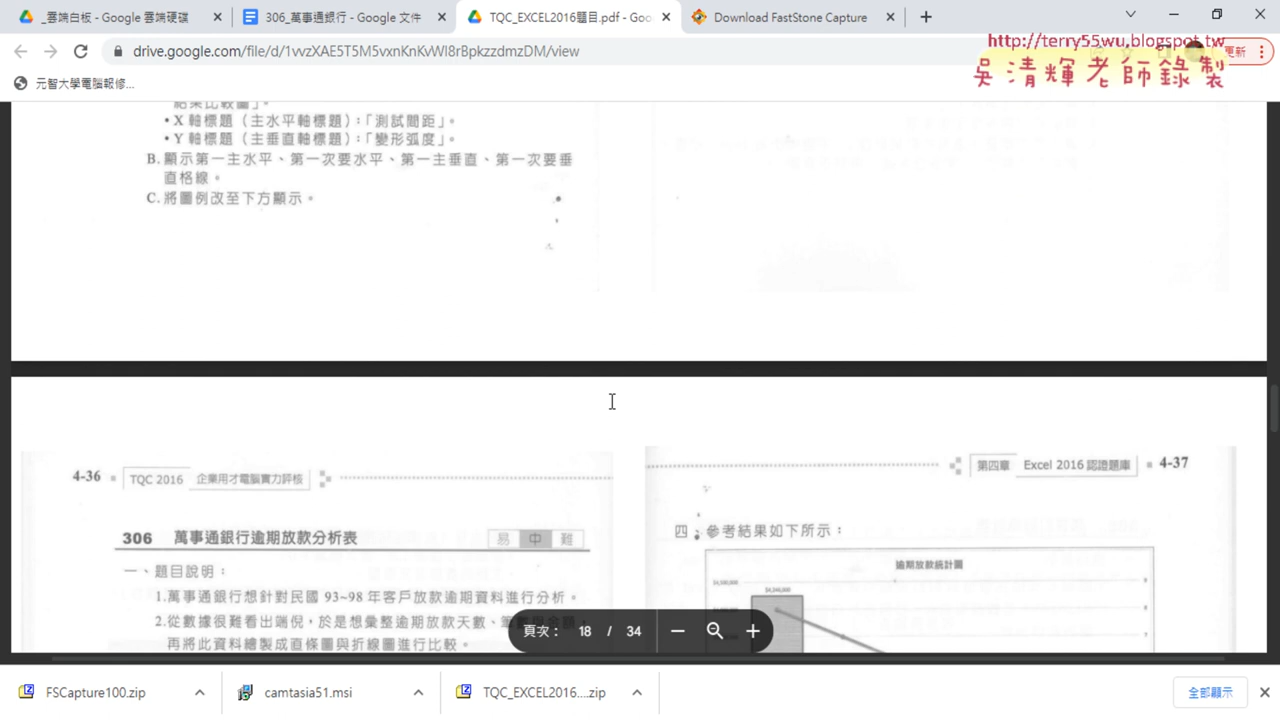 _雲端白板 - Google 雲端硬碟
306_萬事通銀行 - Google 文件
TQC_EXCEL2016題目.pdf - Goo
Download FastStone Capture
drive.google.com/file/d/1vvzXAE5T5M5vxnKnKvWl8rBpkzzdmzDM/view
更新
http://terry55wu.blogspot.tw
吳清輝老師錄製
元智大學電腦報修...
結果比較圖」。
•X 軸標題(主水平軸標題):「測試間距」。
•Y 軸標題(主垂直軸標題):「變形弧度」。
B. 顯示第一主水平、第一次要水平、第一主垂直、第一次要垂
直格線。
C. 將圖例改至下方顯示。
4-36 TQC 2016 企業用才電腦實力評核
306 萬事通銀行逾期放款分析表 易 中 難
一、題目說明:
1.萬事通銀行想針對民國 93~98 年客戶放款逾期資料進行分析。
2.從數據很難看出端倪,於是想彙整逾期放款天數、筆
再將此資料繪製成直條圖與折線圖進行比較。
第四章 Excel 2016 認證題庫 4-37
四、參考結果如下所示:
逾期放款統計圖
頁次: 18 / 34
FSCapture100.zip
camtasia51.msi
TQC_EXCEL2016....zip
全部顯示